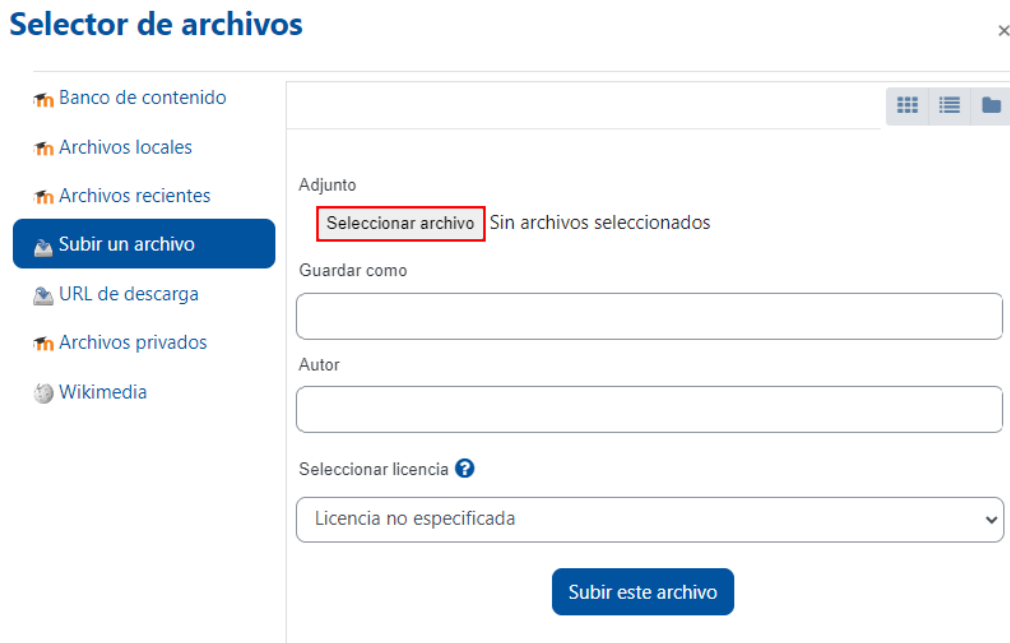 Selector de archivos
×
Banco de contenido
Archivos locales
Archivos recientes
Subir un archivo
URL de descarga
Archivos privados
Wikimedia
Adjunto
Seleccionar archivo Sin archivos seleccionados
Guardar como
Autor
Seleccionar licencia ?
Licencia no especificada
Subir este archivo